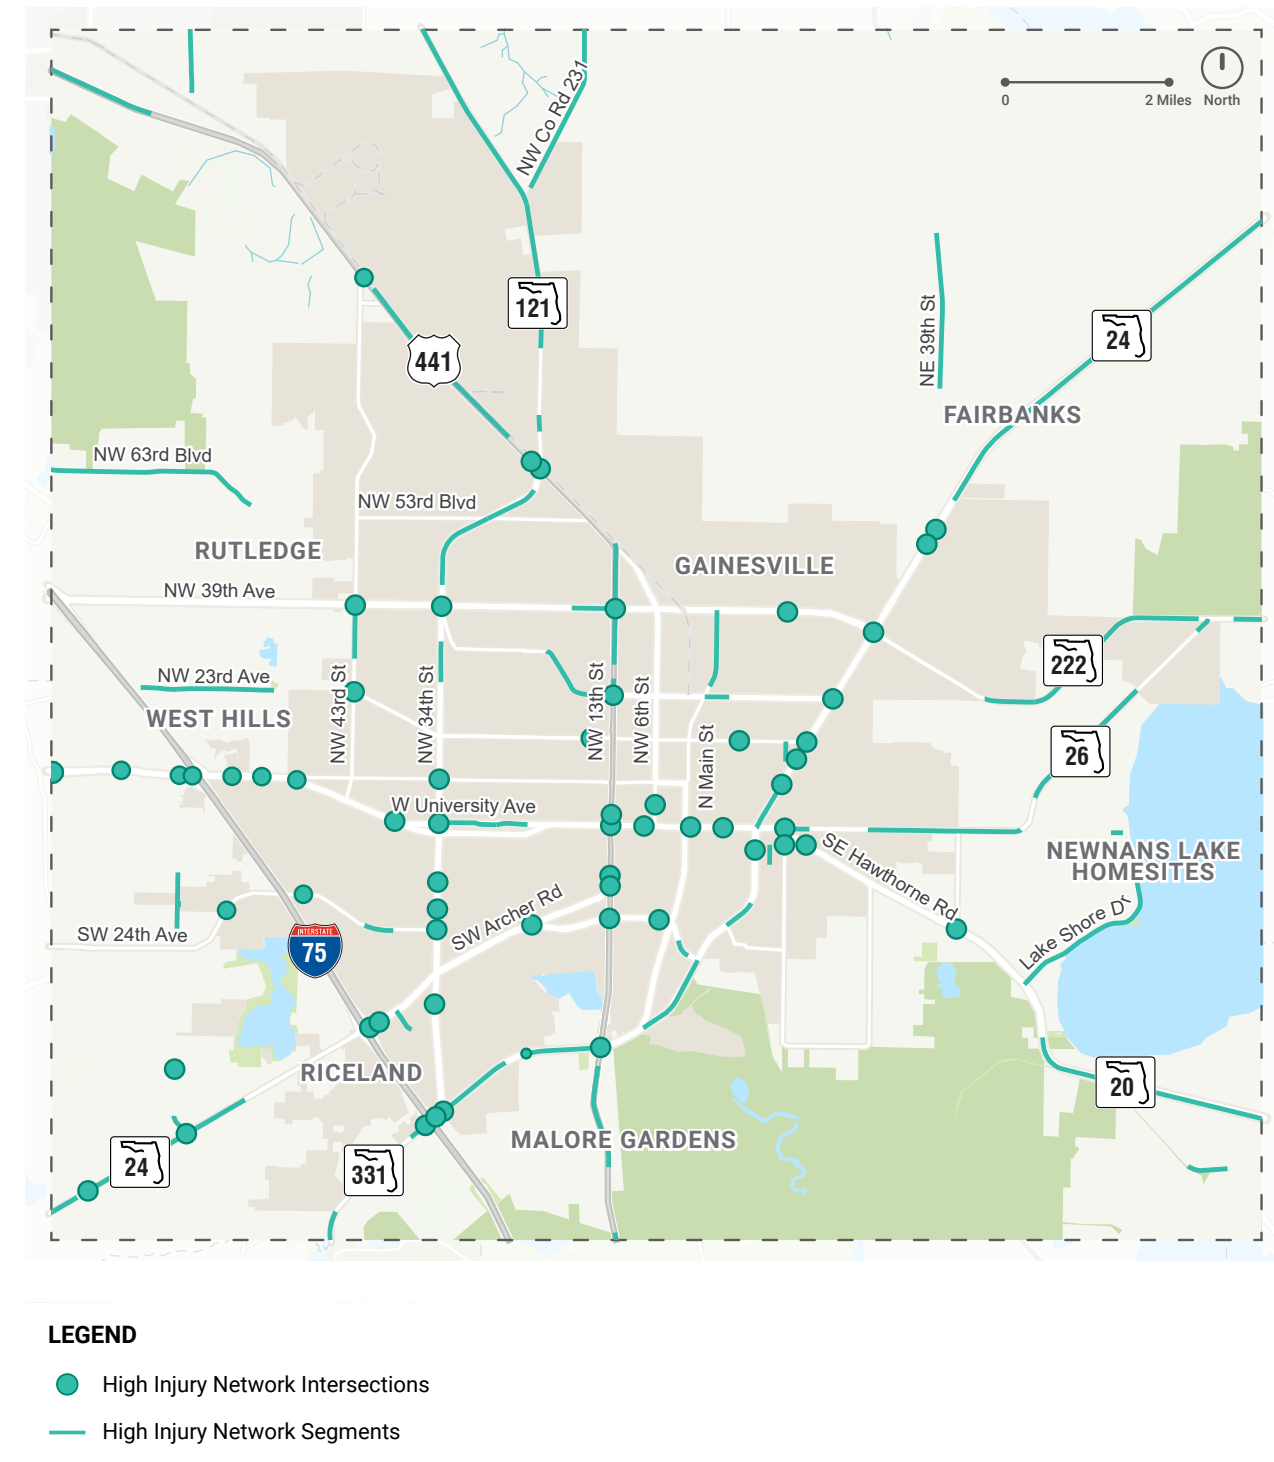 NW Co Rd 231
0
2 Miles
North
121
NE 39th St
24
441
FAIRBANKS
NW 63rd Blvd
NW 53rd Blvd
RUTLEDGE
GAINESVILLE
NW 39th Ave
222
NW 23rd Ave
NW 43rd St
NW 34th St
NW 13th St
NW 6th St
N Main St
WEST HILLS
26
W University Ave
SE Hawthorne Rd
NEWNANS LAKE
HOMESITES
SW 24th Ave
SW Archer Rd
Lake Shore Dr
INTERSTATE
75
RICELAND
20
MALORE GARDENS
24
331
LEGEND
High Injury Network Intersections
High Injury Network Segments